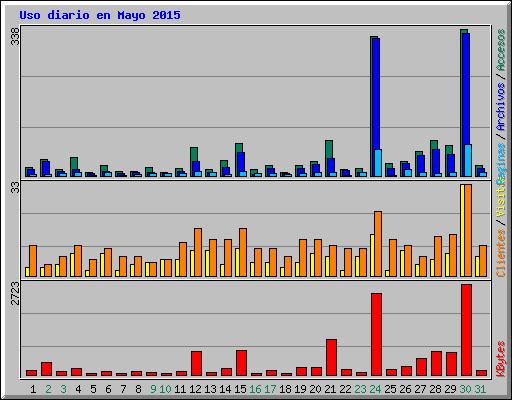 Uso diario en Mayo 2015
338
33
2723
Paginas / Archivos / Accesos
Clientes / Visitas
KBytes
1 2 3 4 5 6 7 8 9 10 11 12 13 14 15 16 17 18 19 20 21 22 23 24 25 26 27 28 29 30 31